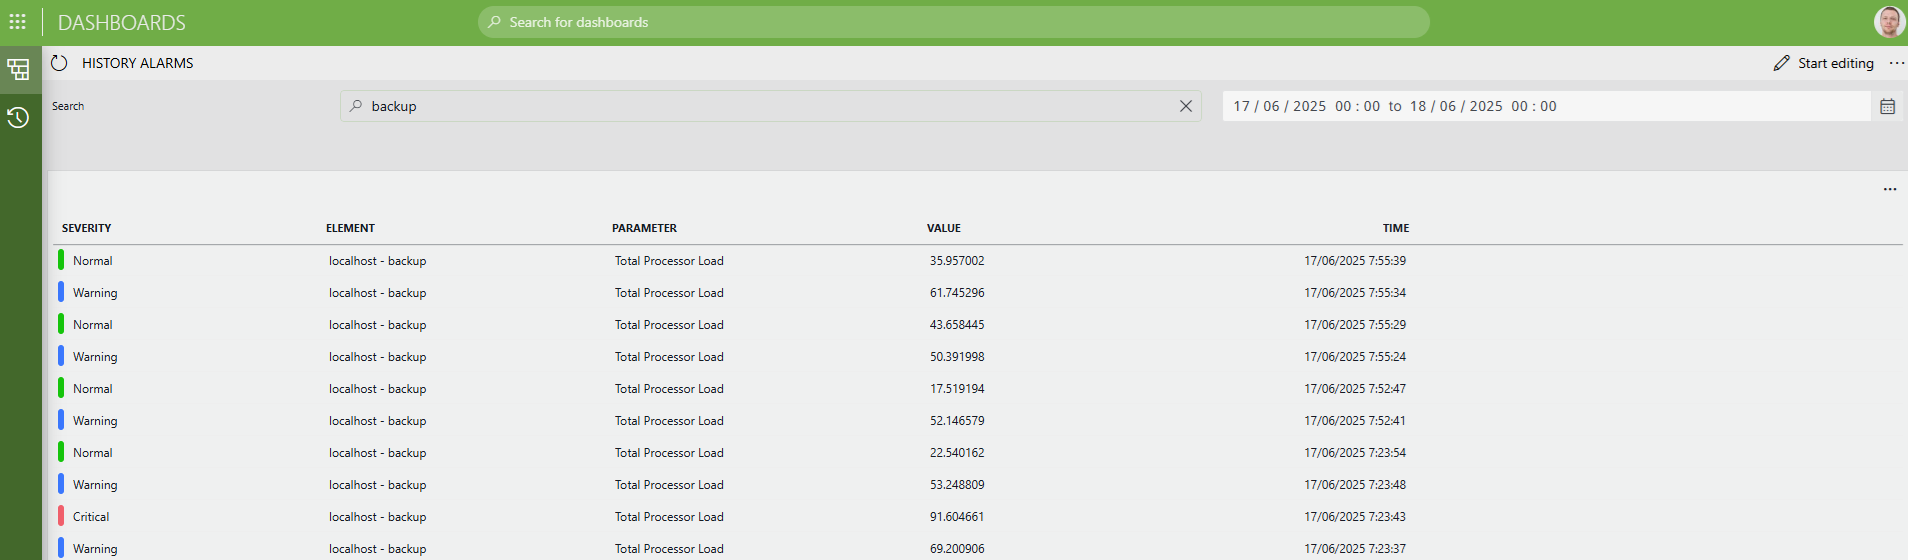 DASHBOARDS Search for dashboards
HISTORY ALARMS Start editing
Search backup 17 / 06 / 2025 00 : 00 to 18 / 06 / 2025 00 : 00
SEVERITY ELEMENT PARAMETER VALUE TIME
Normal localhost - backup Total Processor Load 35.957002 17/06/2025 7:55:39
Warning localhost - backup Total Processor Load 61.745296 17/06/2025 7:55:34
Normal localhost - backup Total Processor Load 43.658445 17/06/2025 7:55:29
Warning localhost - backup Total Processor Load 50.391998 17/06/2025 7:55:24
Normal localhost - backup Total Processor Load 17.519194 17/06/2025 7:52:47
Warning localhost - backup Total Processor Load 52.146579 17/06/2025 7:52:41
Normal localhost - backup Total Processor Load 22.540162 17/06/2025 7:23:54
Warning localhost - backup Total Processor Load 53.248809 17/06/2025 7:23:48
Critical localhost - backup Total Processor Load 91.604661 17/06/2025 7:23:43
Warning localhost - backup Total Processor Load 69.200906 17/06/2025 7:23:37